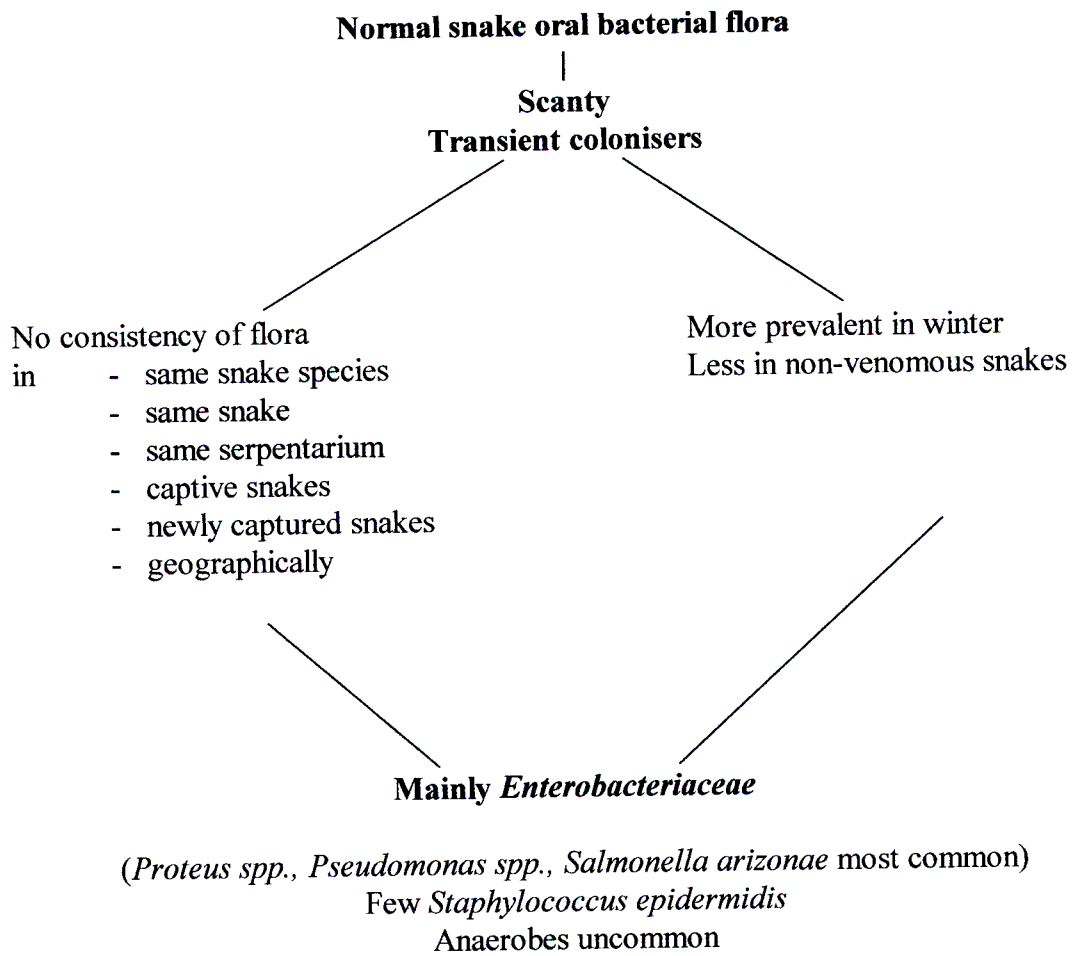 Normal snake oral bacterial flora
Scanty
Transient colonisers
No consistency of flora
in - same snake species
- same snake
- same serpentarium
- captive snakes
- newly captured snakes
- geographically
More prevalent in winter
Less in non-venomous snakes
Mainly Enterobacteriaceae
(Proteus spp., Pseudomonas spp., Salmonella arizonae most common)
Few Staphylococcus epidermidis
Anaerobes uncommon